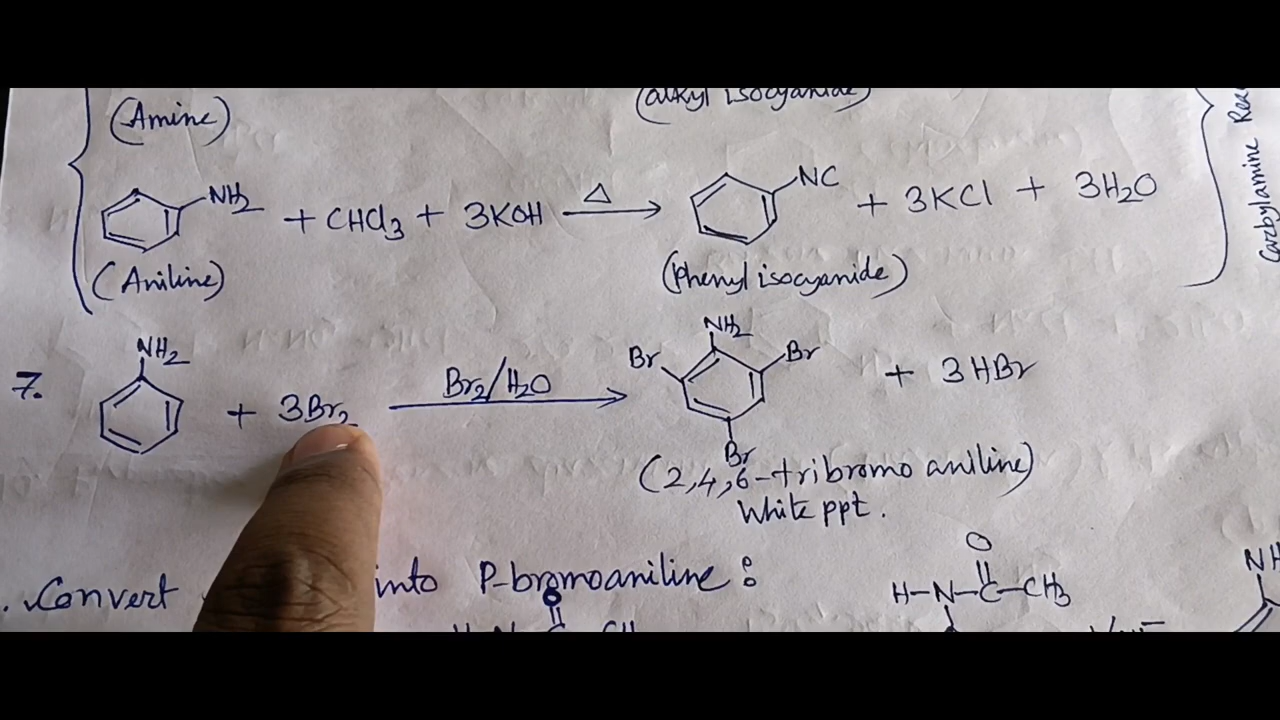 (Amine) (alkyl isocyanide)
NH2 + CHCl3 + 3KOH △ → NC + 3KCl + 3H2O
(Aniline) (Phenyl isocyanide)
Carbylamine
7. NH2 + 3Br2 Br2/H2O → NH2 Br Br Br + 3HBr
(2,4,6-tribromo aniline)
White ppt.
Convert into P-bromoaniline :
H-N-C-CH3
O
NH